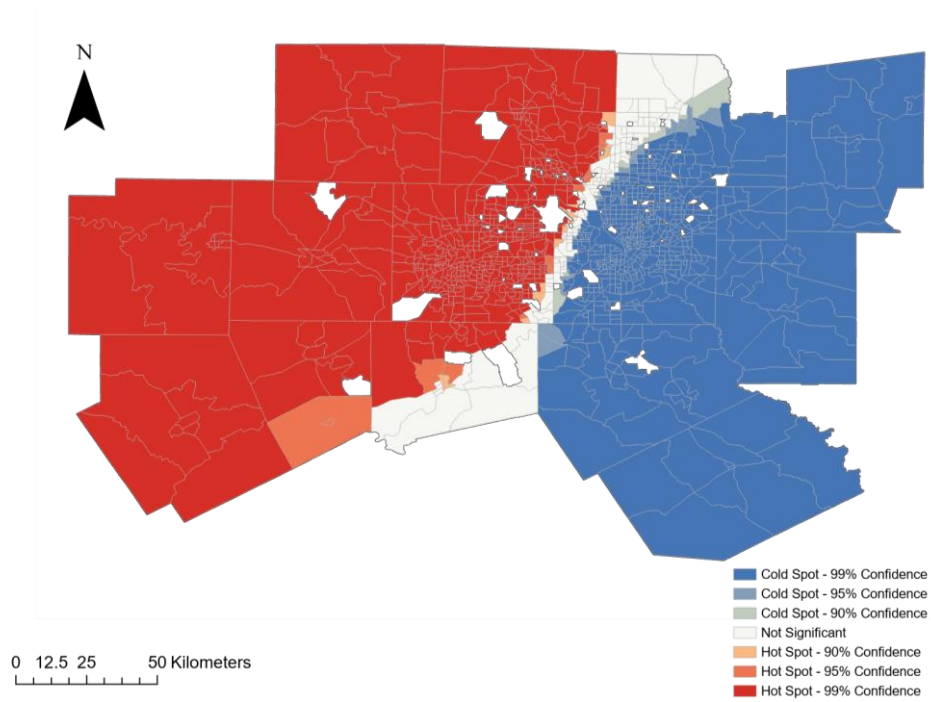 N
Cold Spot - 99% Confidence
Cold Spot - 95% Confidence
Cold Spot - 90% Confidence
Not Significant
Hot Spot - 90% Confidence
Hot Spot - 95% Confidence
Hot Spot - 99% Confidence
0 12.5 25 50 Kilometers